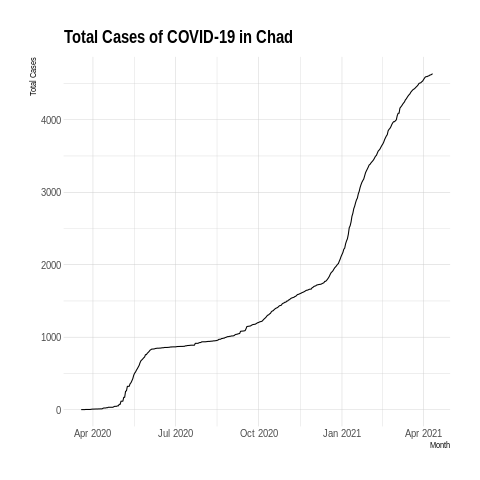 Total Cases of COVID-19 in Chad
Total Cases
4000
3000
2000
1000
0
Apr 2020 Jul 2020 Oct 2020 Jan 2021 Apr 2021
Month